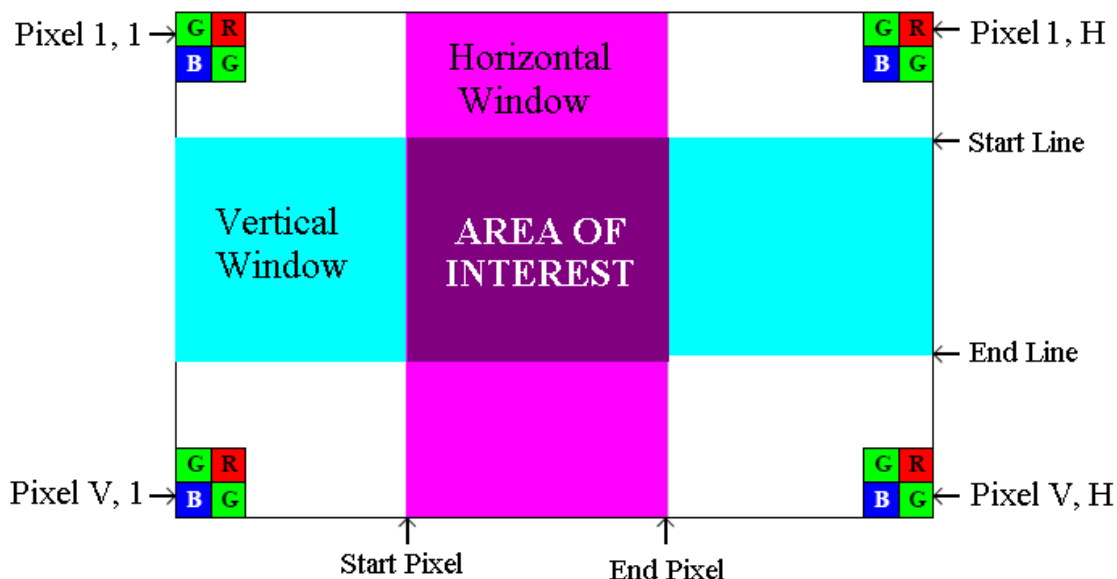 Pixel 1, 1
G R
B G
Horizontal
Window
G R
B G
Pixel 1, H
Start Line
Vertical
Window
AREA OF
INTEREST
End Line
Pixel V, 1
G R
B G
G R
B G
Pixel V, H
Start Pixel
End Pixel